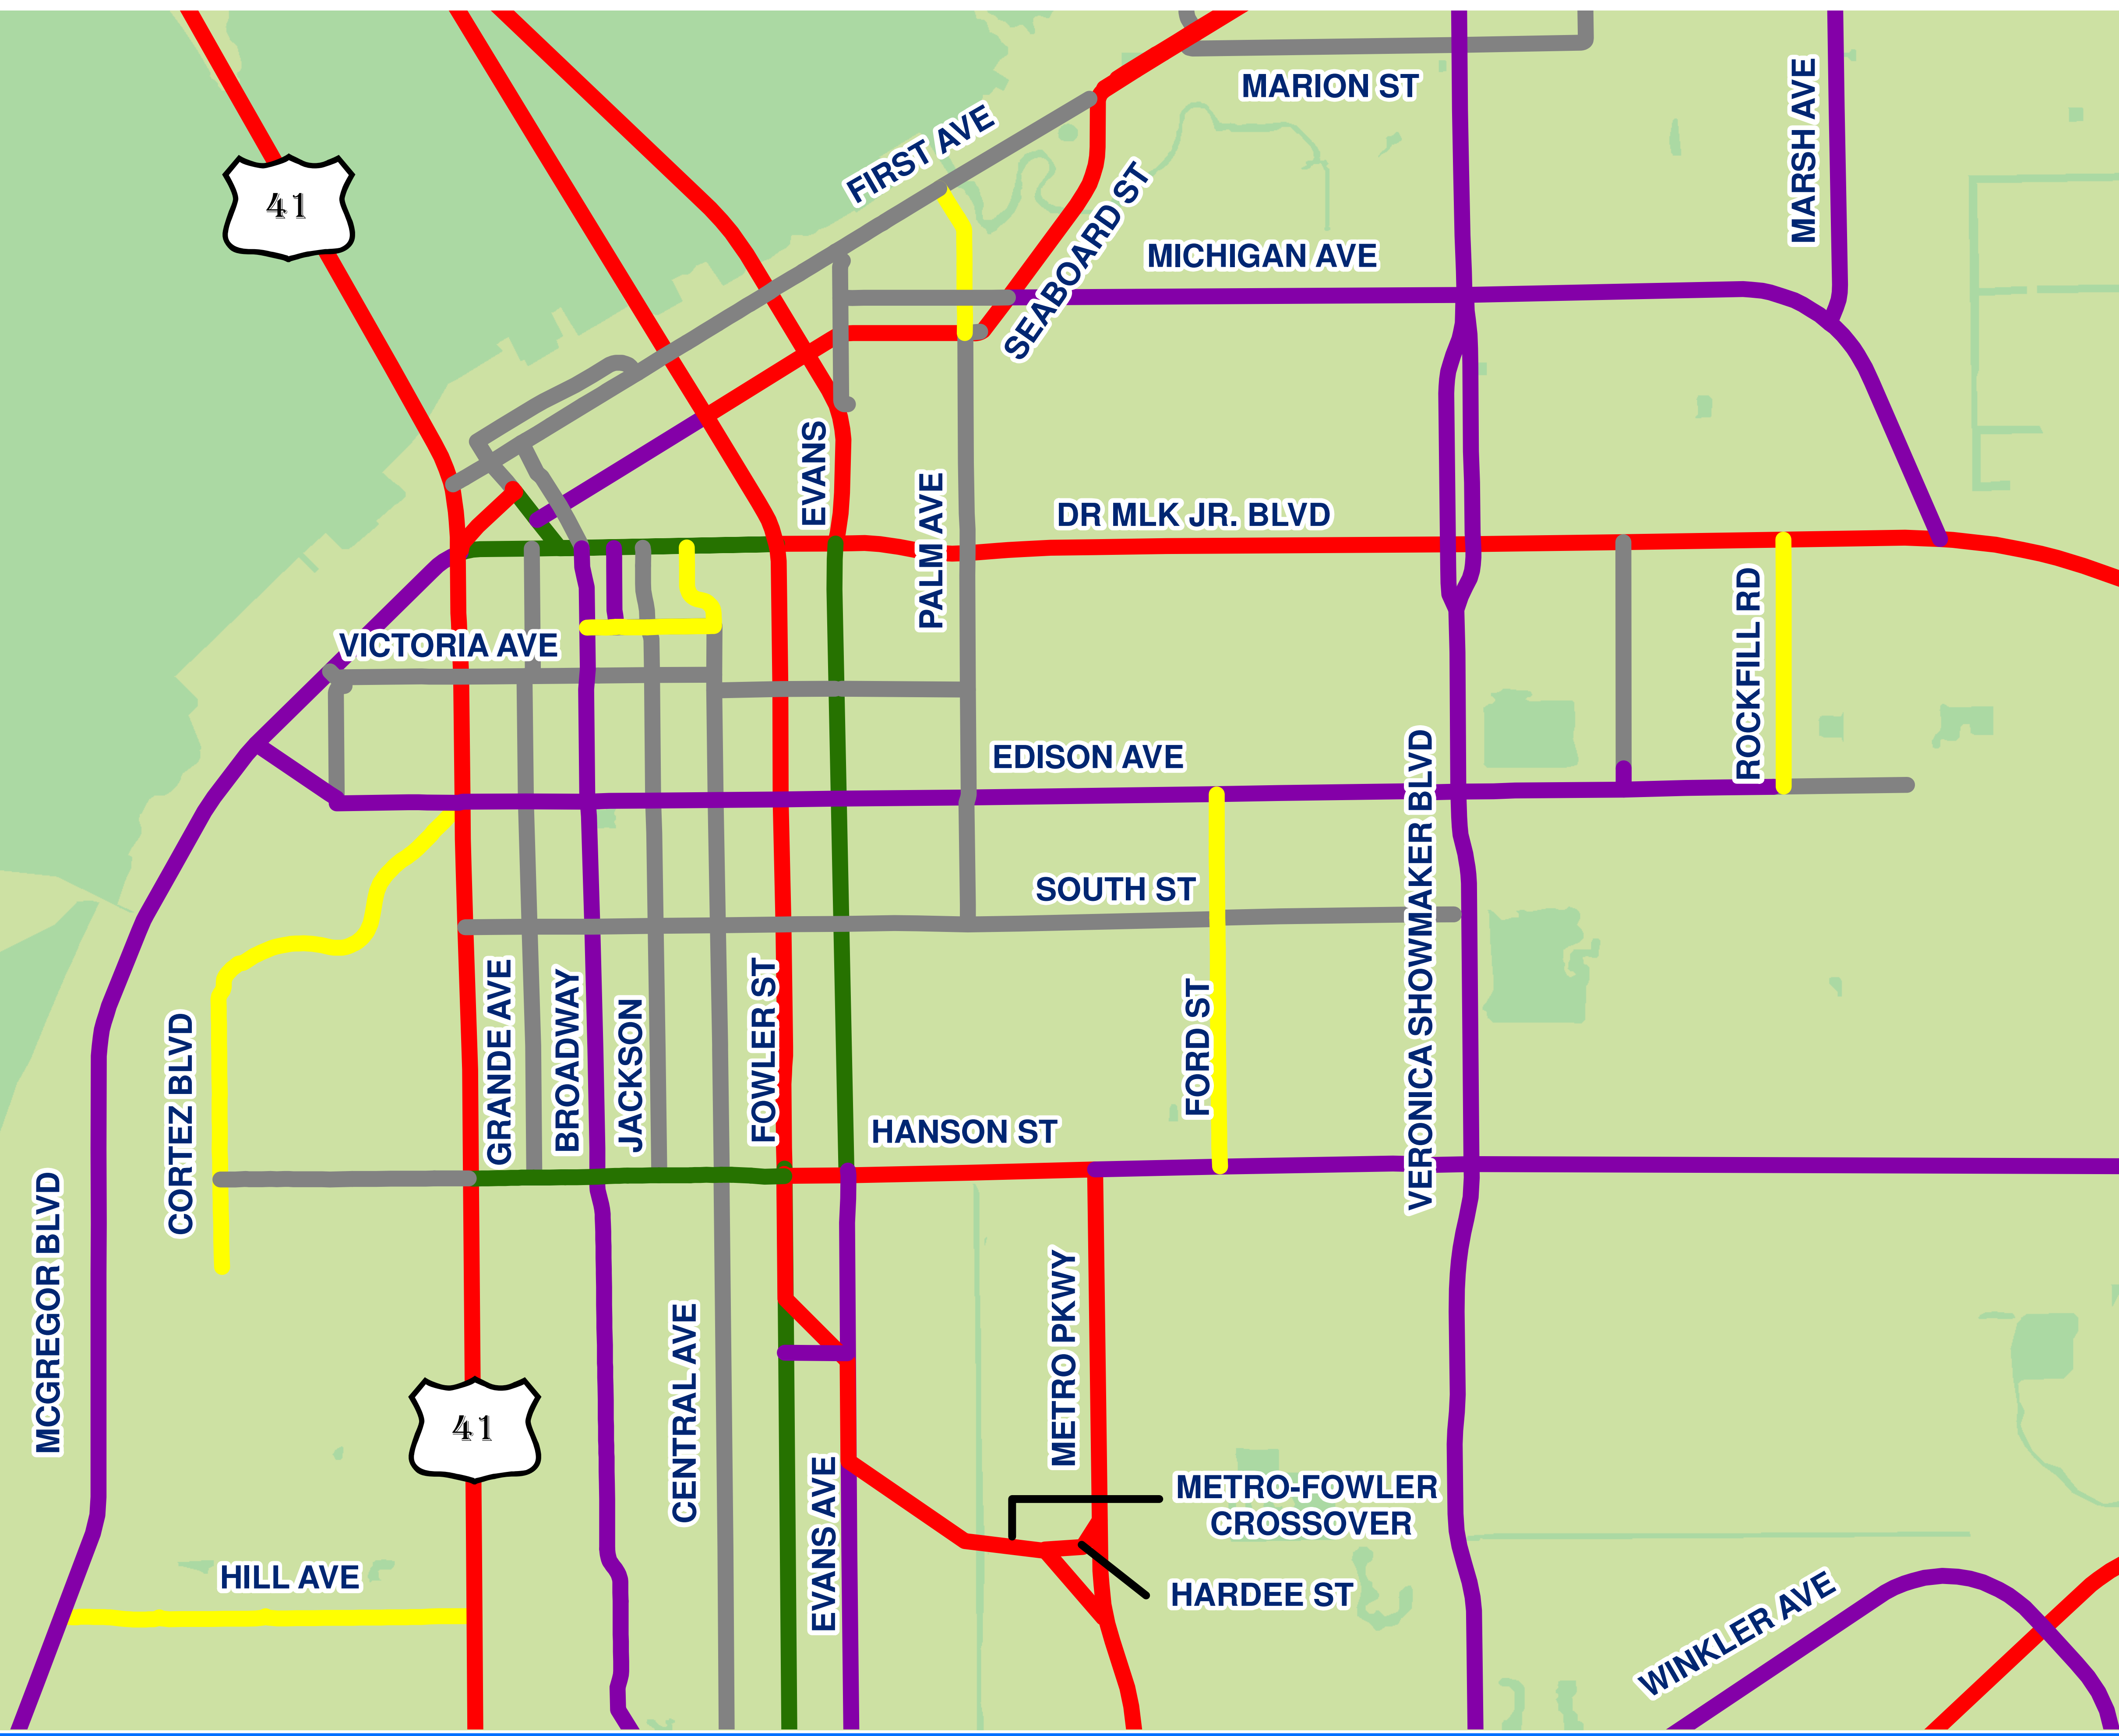 MARION ST
MARSH AVE
FIRST AVE
41
SEABOARD ST
MICHIGAN AVE
EVANS
PALM AVE
DR MLK JR. BLVD
ROCKFILL RD
VICTORIA AVE
EDISON AVE
VERONICA SHOWMAKER BLVD
SOUTH ST
GRANDE AVE
BROADWAY
JACKSON
FOWLER ST
FORD ST
CORTEZ BLVD
HANSON ST
MCGREGOR BLVD
METRO PKWY
CENTRAL AVE
41
EVANS AVE
METRO-FOWLER
CROSSOVER
HILL AVE
HARDEE ST
WINKLER AVE